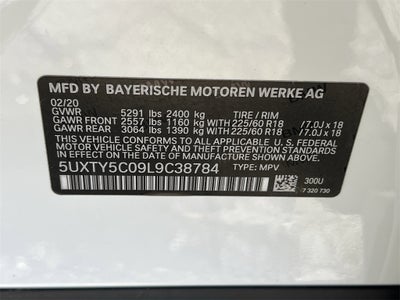 MFD BY BAYERISCHE MOTOREN WERKE AG
02/20
GVWR 5291 lbs 2400 kg TIRE / RIM
GAWR FRONT 2557 lbs 1160 kg WITH 225/60 R18 /7.0J x 18
GAWR REAR 3064 lbs 1390 kg WITH 225/60 R18 /7.0J x 18
THIS VEHICLE CONFORMS TO ALL APPLICABLE U.S. FEDERAL
MOTOR VEHICLE SAFETY STANDARDS IN EFFECT ON THE
DATE OF MANUFACTURE SHOWN ABOVE.
5UXTY5C09L9C38784 TYPE: MPV
300U
7 320 730